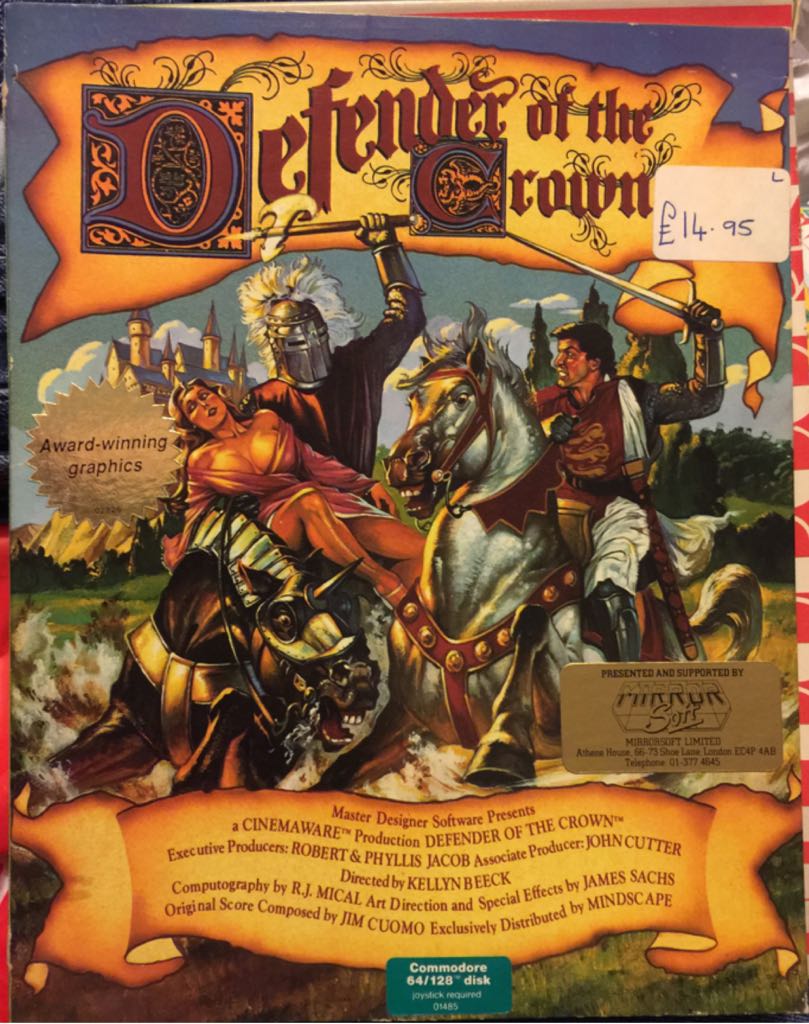 Defender of the
Crown
L
£14.95
Award-winning
graphics
02926
PRESENTED AND SUPPORTED BY
MIRROR
Soft
MIRRORSOFT LIMITED
Athene House, 66-73 Shoe Lane, London EC4P 4AB
Telephone 01-377 4645
Master Designer Software Presents
a CINEMAWARE™ Production DEFENDER OF THE CROWN™
Executive Producers: ROBERT & PHYLLIS JACOB Associate Producer: JOHN CUTTER
Directed by KELLYN BEECK
Computography by R.J. MICAL Art Direction and Special Effects by JAMES SACHS
Original Score Composed by JIM CUOMO Exclusively Distributed by MINDSCAPE
Commodore
64/128™ disk
joystick required
01485